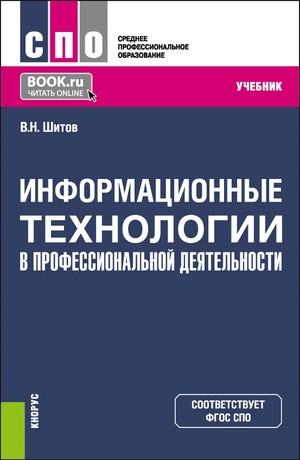 СПО
СРЕДНЕЕ
ПРОФЕССИОНАЛЬНОЕ
ОБРАЗОВАНИЕ
BOOK.ru
ЧИТАТЬ ONLINE
УЧЕБНИК
В.Н. Шитов
ИНФОРМАЦИОННЫЕ
ТЕХНОЛОГИИ
В ПРОФЕССИОНАЛЬНОЙ ДЕЯТЕЛЬНОСТИ
СООТВЕТСТВУЕТ
ФГОС СПО
КНОРУС